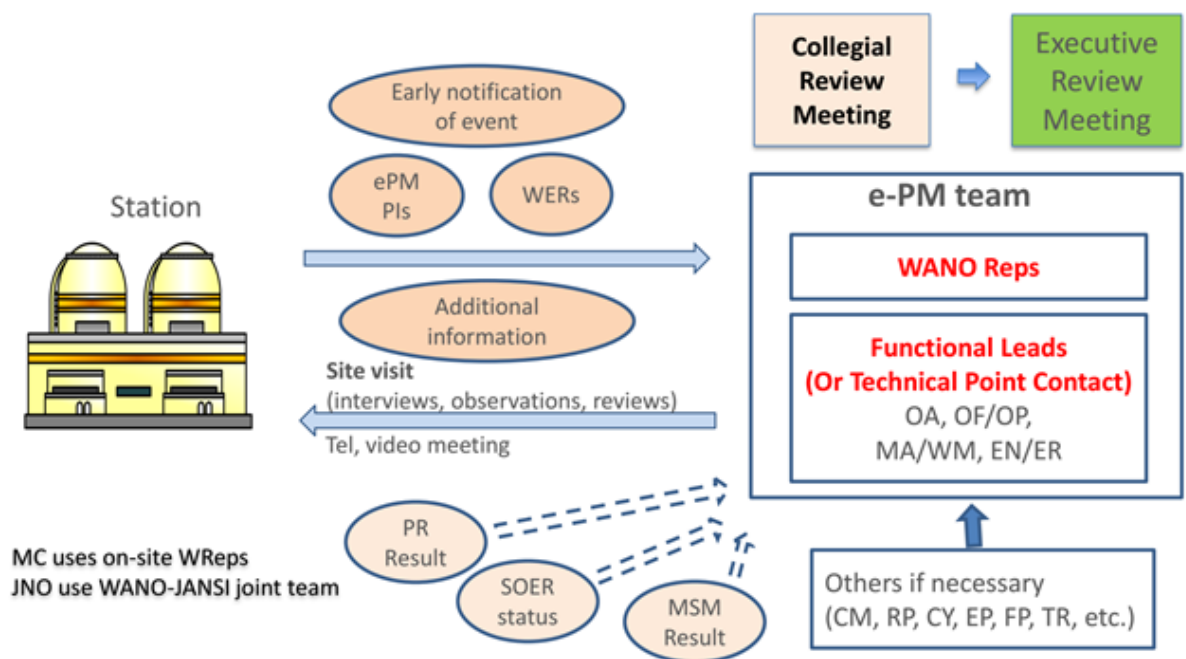 Collegial
Review
Meeting
Executive
Review
Meeting
Early notification
of event
ePM
PIs
WERs
Station
Additional
information
Site visit
(interviews, observations, reviews)
Tel, video meeting
e-PM team
WANO Reps
Functional Leads
(Or Technical Point Contact)
OA, OF/OP,
MA/WM, EN/ER
PR
Result
SOER
status
MSM
Result
MC uses on-site WReps
JNO use WANO-JANSI joint team
Others if necessary
(CM, RP, CY, EP, FP, TR, etc.)